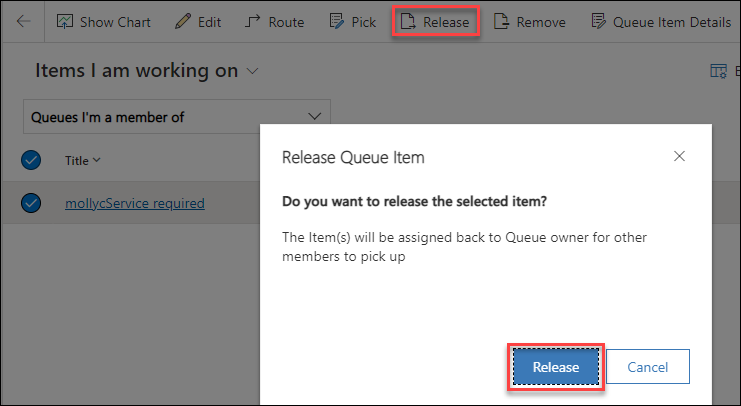 Show Chart Edit Route Pick Release Remove Queue Item Details
Items I am working on
Queues I'm a member of
Title
mollycService required
Release Queue Item
Do you want to release the selected item?
The Item(s) will be assigned back to Queue owner for other
members to pick up
Release Cancel